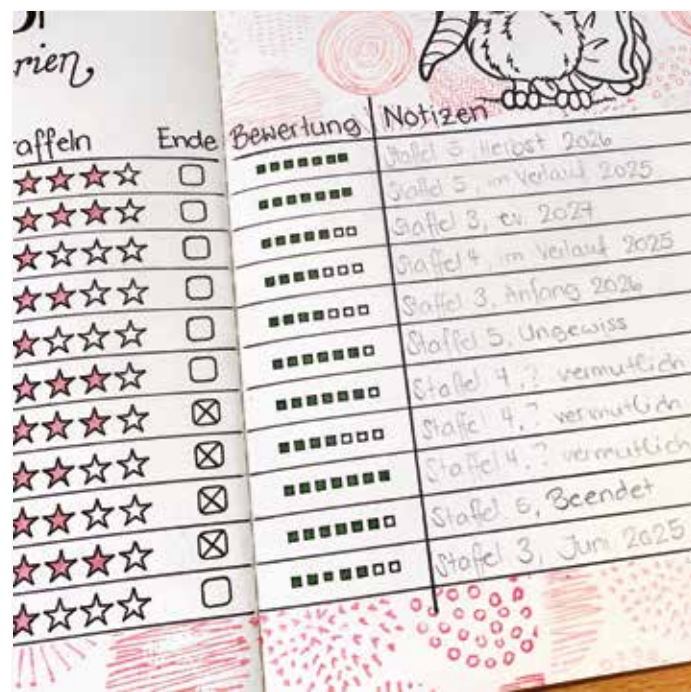 rien
affeln Ende Bewertung Notizen
Staffel 5, Herbst 2026
Staffel 5, im Verlauf 2025
Staffel 3, ev. 2027
Staffel 4, im Verlauf 2025
Staffel 3, Anfang 2026
Staffel 5, Ungewiss
Staffel 4, ? vermutlich
Staffel 4, ? vermutlich
Staffel 4, ? vermutlich
Staffel 5, Beendet
Staffel 3, Juni 2025